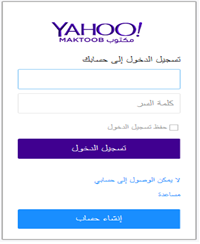 YAHOO!
MAKTOOB مكتوب
تسجيل الدخول إلى حسابك
كلمة السر
حفظ تسجيل الدخول
تسجيل الدخول
لا يمكن الوصول إلى حسابي
مساعدة
إنشاء حساب